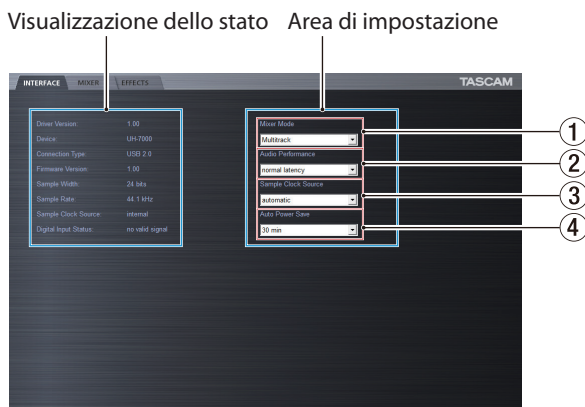 Visualizzazione dello stato Area di impostazione
INTERFACE MIXER EFFECTS TASCAM
Driver Version: 1.00
Device: UH-7000
Connection Type: USB 2.0
Firmware Version: 1.00
Sample Width: 24 bits
Sample Rate: 44.1 kHz
Sample Clock Source: internal
Digital Input Status: no valid signal
Mixer Mode
Multitrack
①
Audio Performance
normal latency
②
Sample Clock Source
automatic
③
Auto Power Save
30 min
④